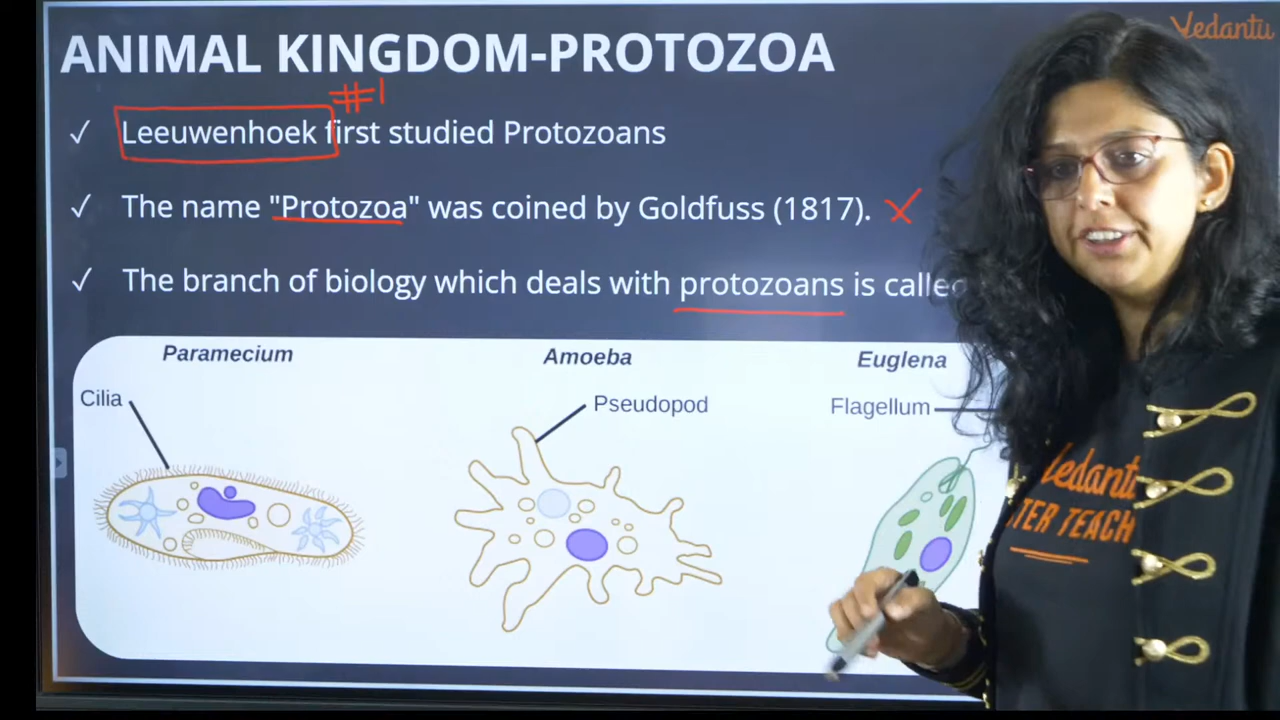 Vedantu
ANIMAL KINGDOM-PROTOZOA
#1
✓ Leeuwenhoek first studied Protozoans
✓ The name "Protozoa" was coined by Goldfuss (1817). X
✓ The branch of biology which deals with protozoans is called
Paramecium
Amoeba
Euglena
Cilia
Pseudopod
Flagellum
Vedantu
TER TEACH